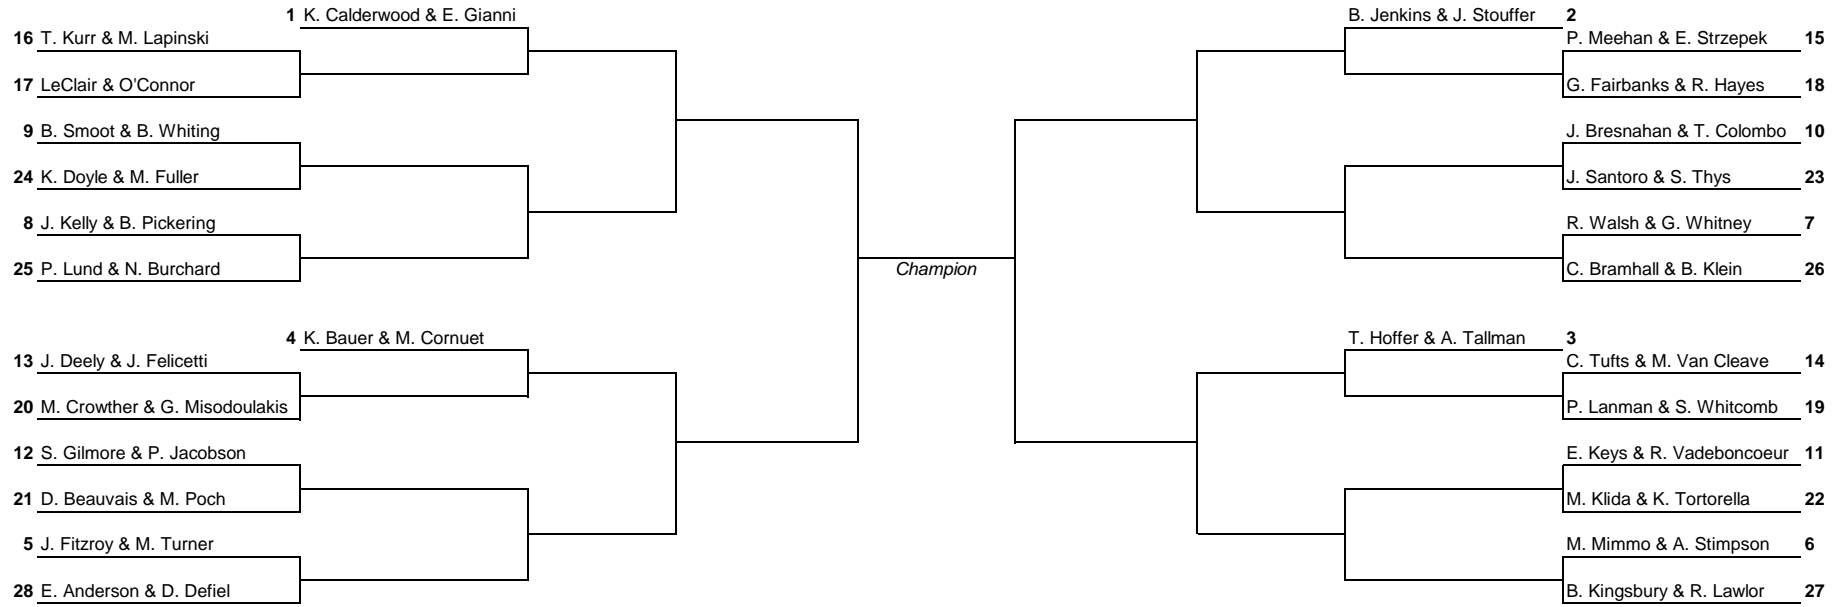 1 K. Calderwood & E. Gianni
16 T. Kurr & M. Lapinski
17 LeClair & O'Connor
9 B. Smoot & B. Whiting
24 K. Doyle & M. Fuller
8 J. Kelly & B. Pickering
25 P. Lund & N. Burchard
4 K. Bauer & M. Cornuet
13 J. Deely & J. Felicetti
20 M. Crowther & G. Misodoulakis
12 S. Gilmore & P. Jacobson
21 D. Beauvais & M. Poch
5 J. Fitzroy & M. Turner
28 E. Anderson & D. Defiel
Champion
B. Jenkins & J. Stouffer 2
P. Meehan & E. Strzepek 15
G. Fairbanks & R. Hayes 18
J. Bresnahan & T. Colombo 10
J. Santoro & S. Thys 23
R. Walsh & G. Whitney 7
C. Bramhall & B. Klein 26
T. Hoffer & A. Tallman 3
C. Tufts & M. Van Cleave 14
P. Lanman & S. Whitcomb 19
E. Keys & R. Vadeboncoeur 11
M. Klida & K. Tortorella 22
M. Mimmo & A. Stimpson 6
B. Kingsbury & R. Lawlor 27